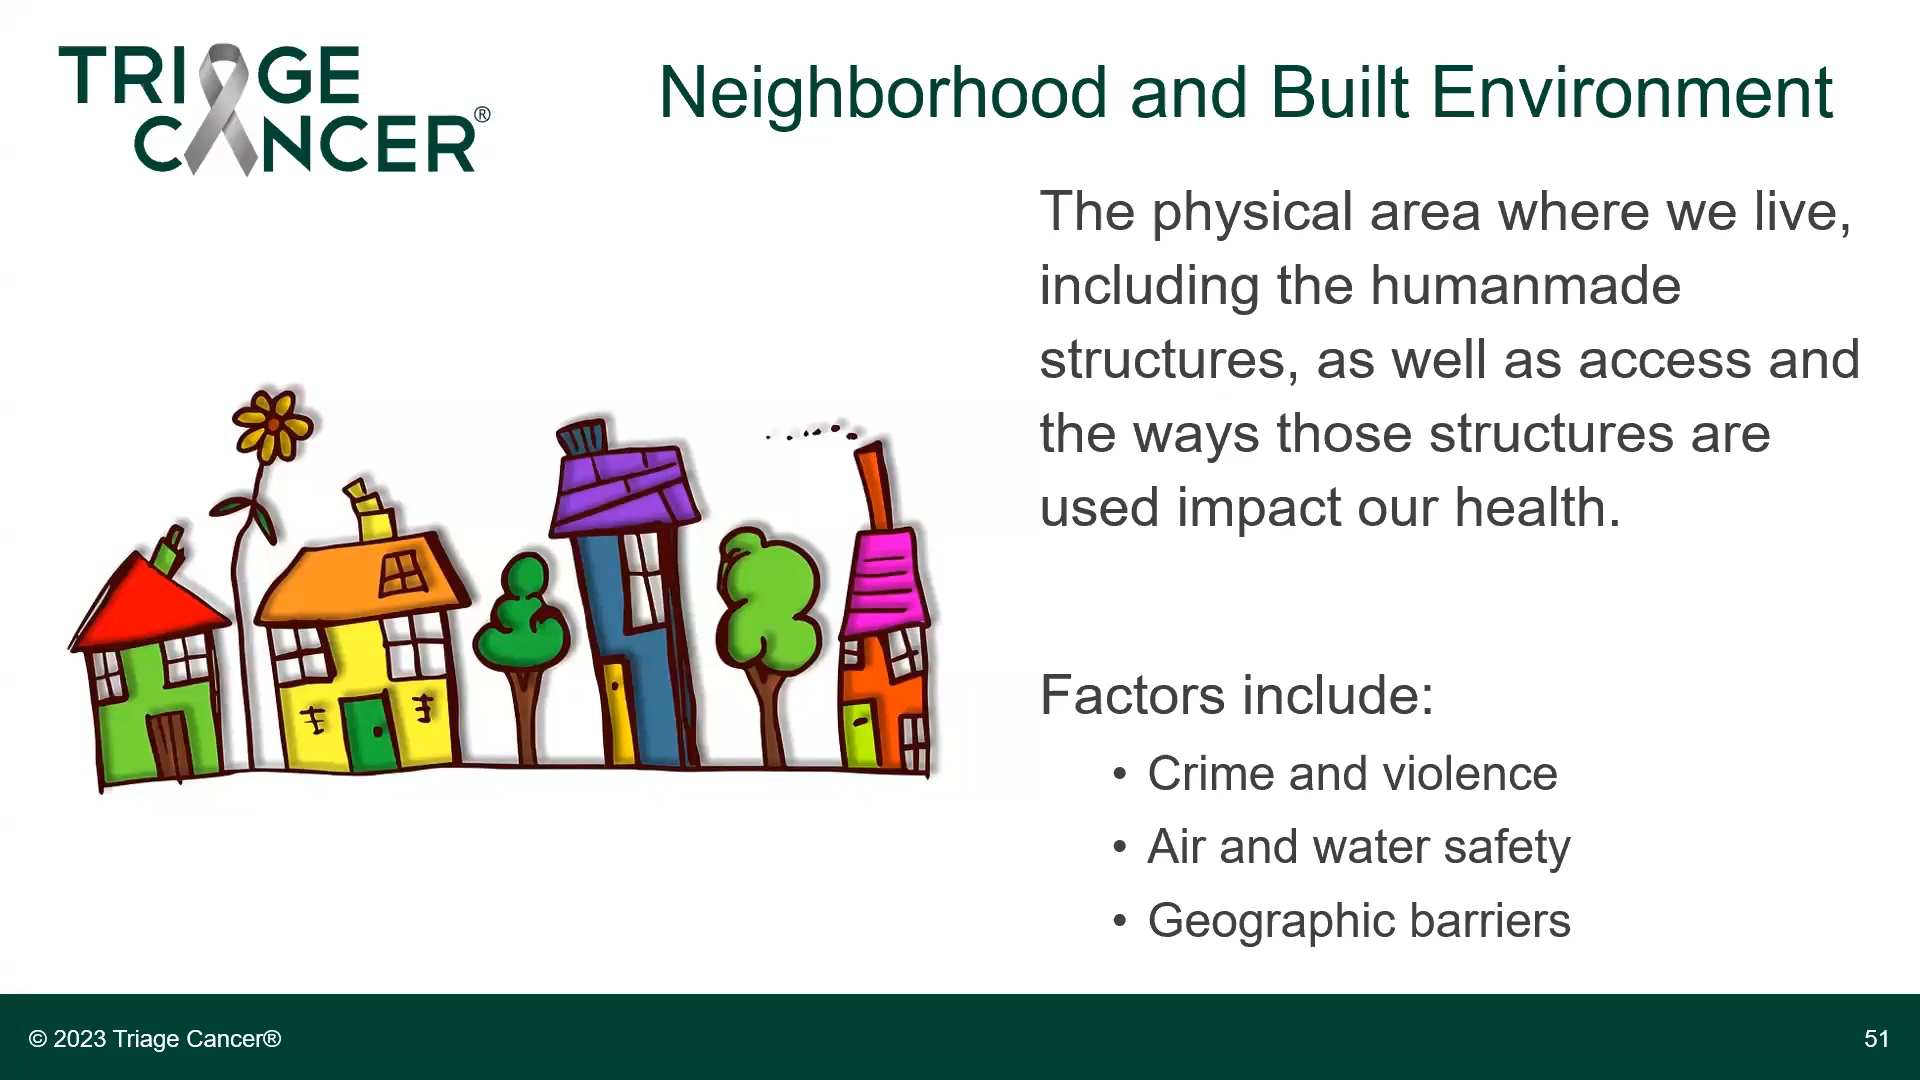 TRIAGE
CANCER®
Neighborhood and Built Environment
The physical area where we live,
including the humanmade
structures, as well as access and
the ways those structures are
used impact our health.
Factors include:
• Crime and violence
• Air and water safety
• Geographic barriers
© 2023 Triage Cancer®
51